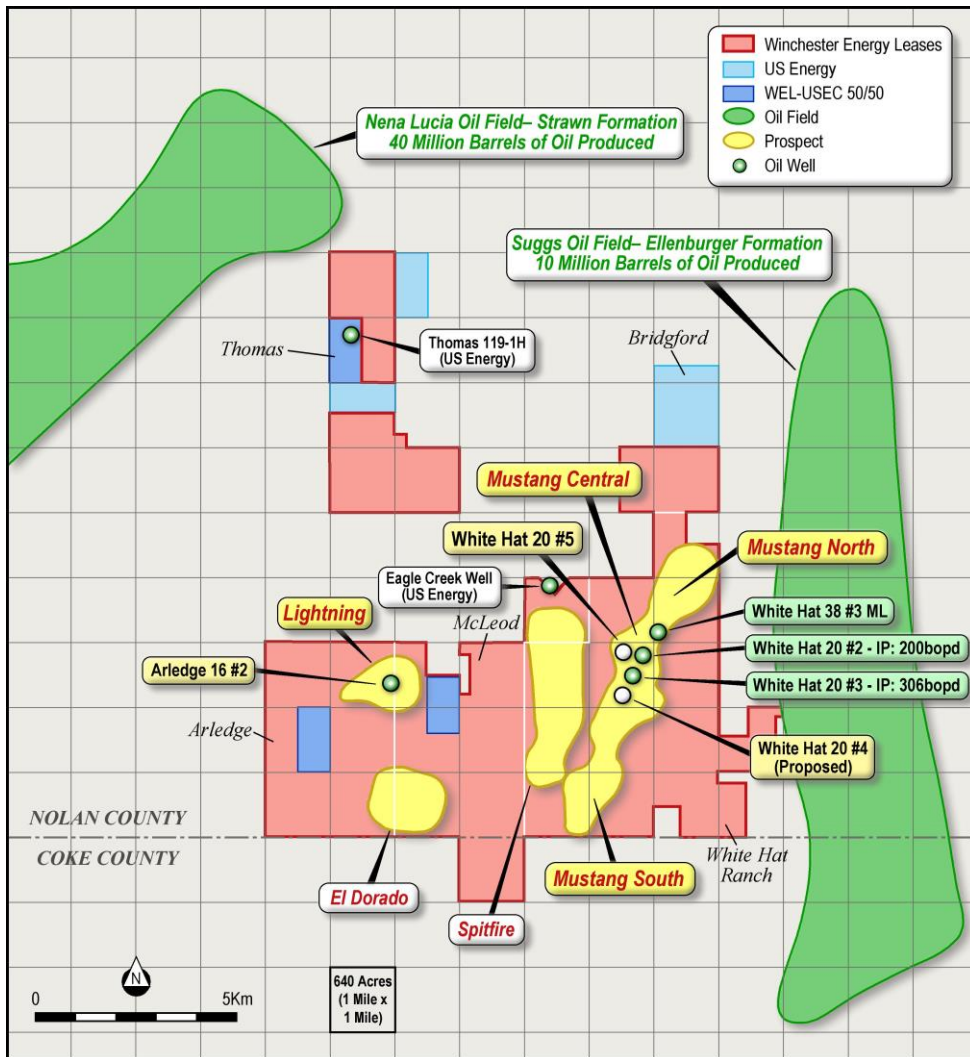 Winchester Energy Leases
US Energy
WEL-USEC 50/50
Oil Field
Prospect
Oil Well
Nena Lucia Oil Field– Strawn Formation
40 Million Barrels of Oil Produced
Suggs Oil Field– Ellenburger Formation
10 Million Barrels of Oil Produced
Thomas
Thomas 119-1H
(US Energy)
Bridgford
Mustang Central
White Hat 20 #5
Mustang North
Eagle Creek Well
(US Energy)
Lightning
McLeod
White Hat 38 #3 ML
White Hat 20 #2 - IP: 200bopd
Arledge 16 #2
White Hat 20 #3 - IP: 306bopd
Arledge
White Hat 20 #4
(Proposed)
NOLAN COUNTY
COKE COUNTY
White Hat
Ranch
Mustang South
El Dorado
Spitfire
N
0
5Km
640 Acres
(1 Mile x
1 Mile)